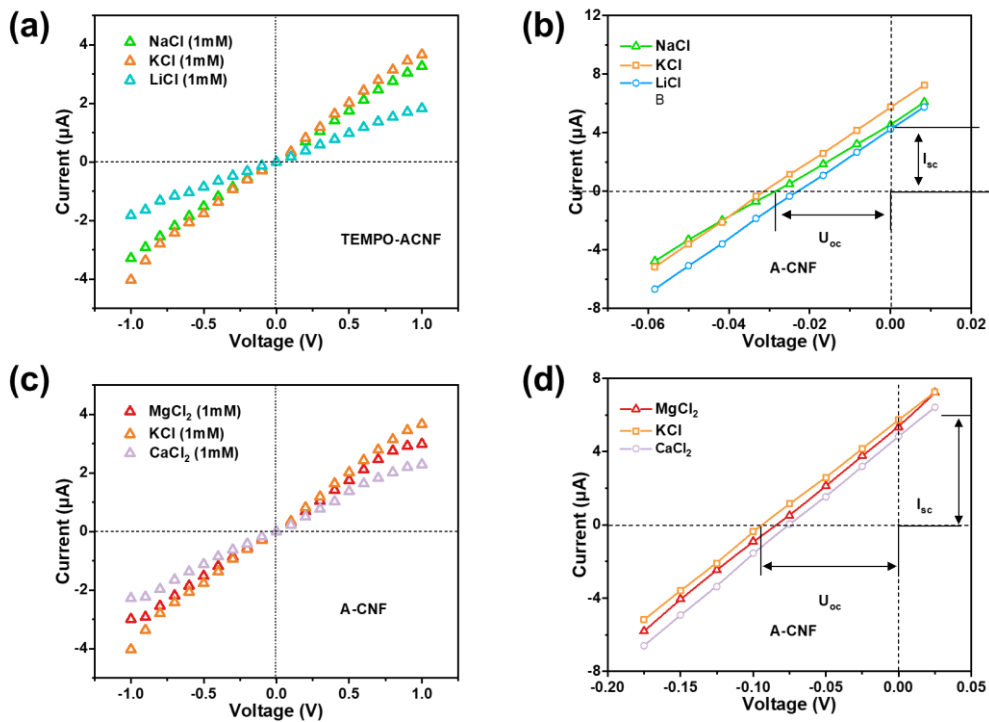 (a)
NaCl (1mM)
KCl (1mM)
LiCl (1mM)
TEMPO-ACNF
4
2
0
-2
-4
Current (µA)
-1.0 -0.5 0.0 0.5 1.0
Voltage (V)
(b)
NaCl
KCl
LiCl
B
Isc
Uoc
A-CNF
12
8
4
0
-4
-8
Current (µA)
-0.06 -0.04 -0.02 0.00 0.02
Voltage (V)
(c)
MgCl2 (1mM)
KCl (1mM)
CaCl2 (1mM)
A-CNF
4
2
0
-2
-4
Current (µA)
-1.0 -0.5 0.0 0.5 1.0
Voltage (V)
(d)
MgCl2
KCl
CaCl2
Isc
Uoc
A-CNF
8
4
0
-4
-8
Current (µA)
-0.20 -0.15 -0.10 -0.05 0.00 0.05
Voltage (V)